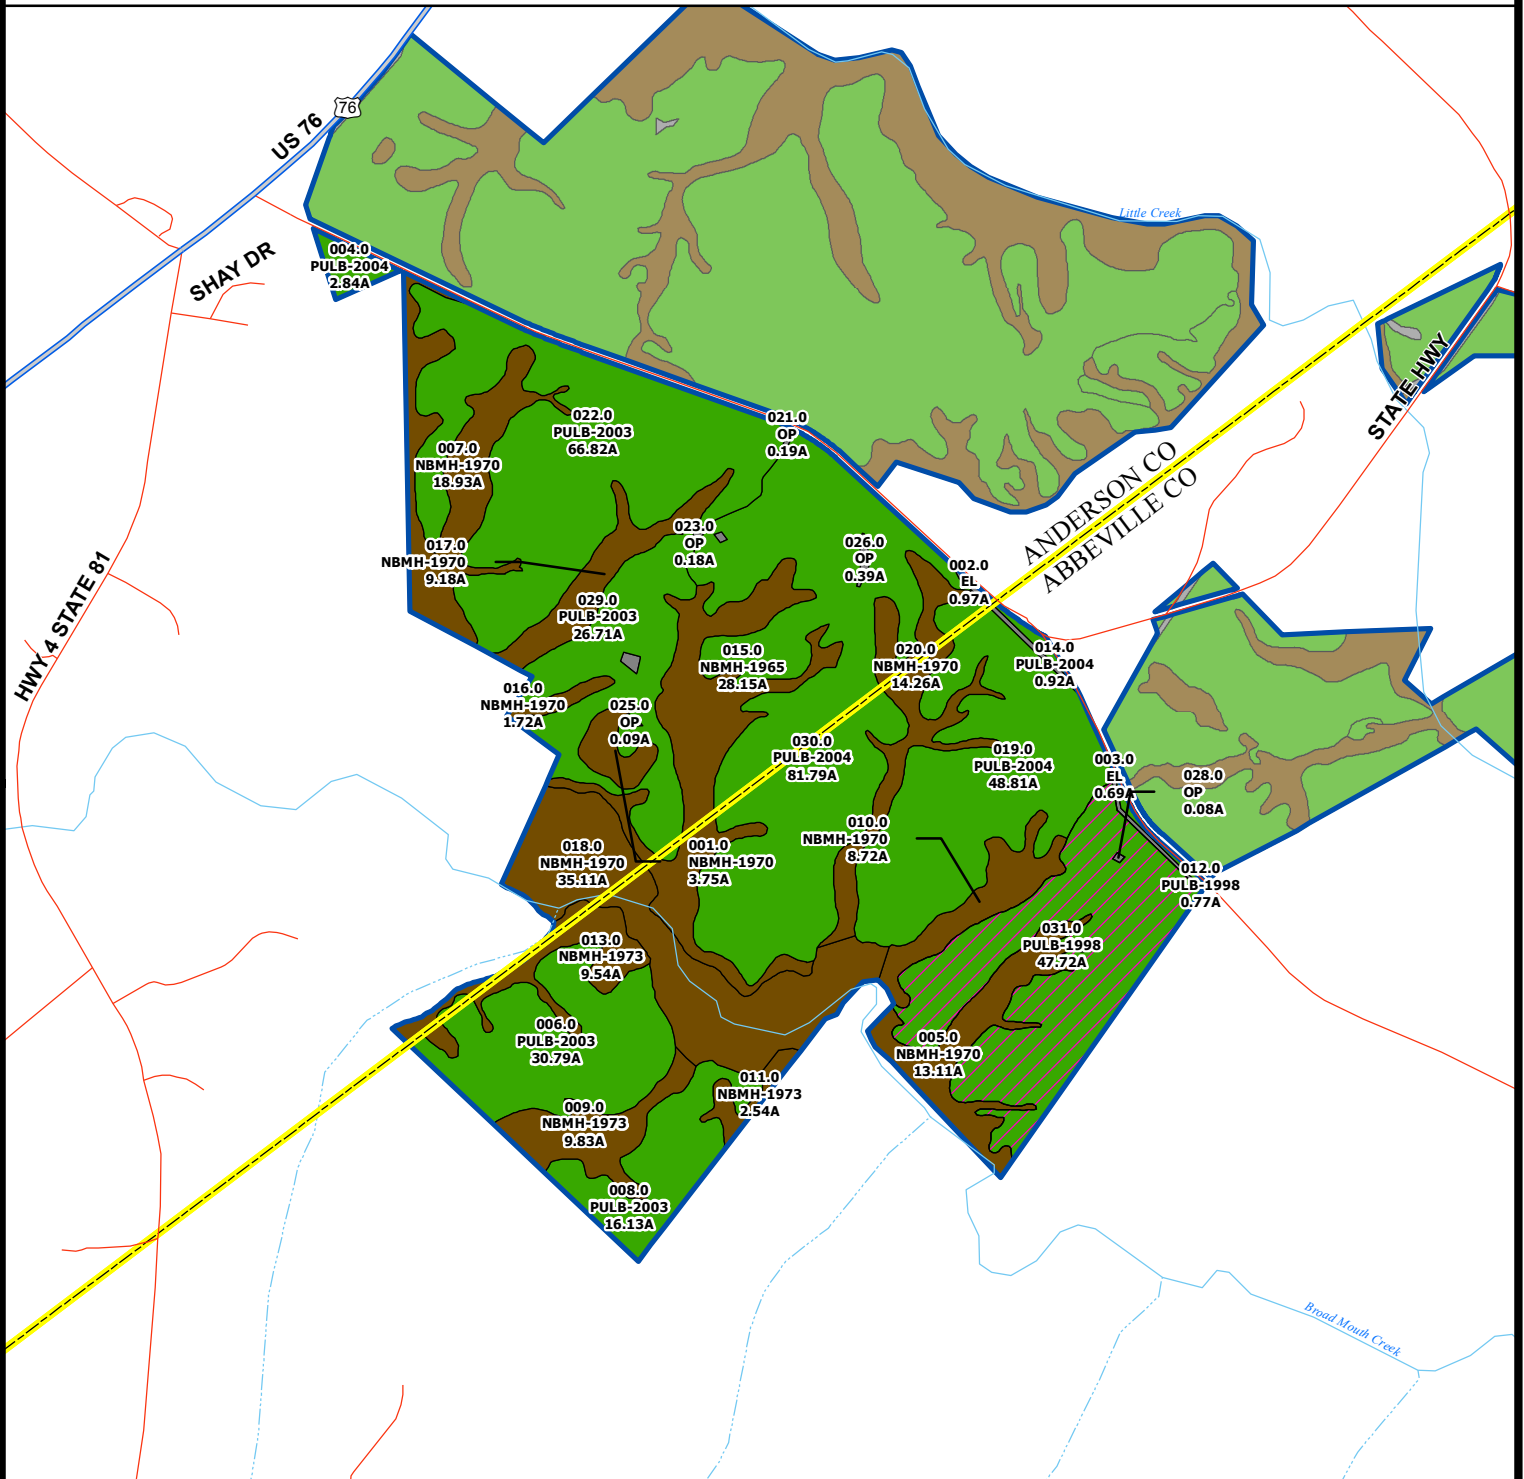 76
US 76
SHAY DR
Little Creek
004.0
PULB-2004
2.84A
STATE HWY
022.0
PULB-2003
66.82A
021.0
OP
0.19A
007.0
NBMH-1970
18.93A
ANDERSON CO
ABBEVILLE CO
023.0
OP
0.18A
026.0
OP
0.39A
017.0
NBMH-1970
9.18A
002.0
EL
0.97A
HWY 4 STATE 81
029.0
PULB-2003
26.71A
015.0
NBMH-1965
28.15A
020.0
NBMH-1970
14.26A
014.0
PULB-2004
0.92A
016.0
NBMH-1970
1.72A
025.0
OP
0.09A
030.0
PULB-2004
81.79A
019.0
PULB-2004
48.81A
003.0
EL
0.69A
028.0
OP
0.08A
010.0
NBMH-1970
8.72A
018.0
NBMH-1970
35.11A
001.0
NBMH-1970
3.75A
012.0
PULB-1998
0.77A
013.0
NBMH-1973
9.54A
031.0
PULB-1998
47.72A
006.0
PULB-2003
30.79A
005.0
NBMH-1970
13.11A
011.0
NBMH-1973
2.54A
009.0
NBMH-1973
9.83A
008.0
PULB-2003
16.13A
Broad Mouth Creek